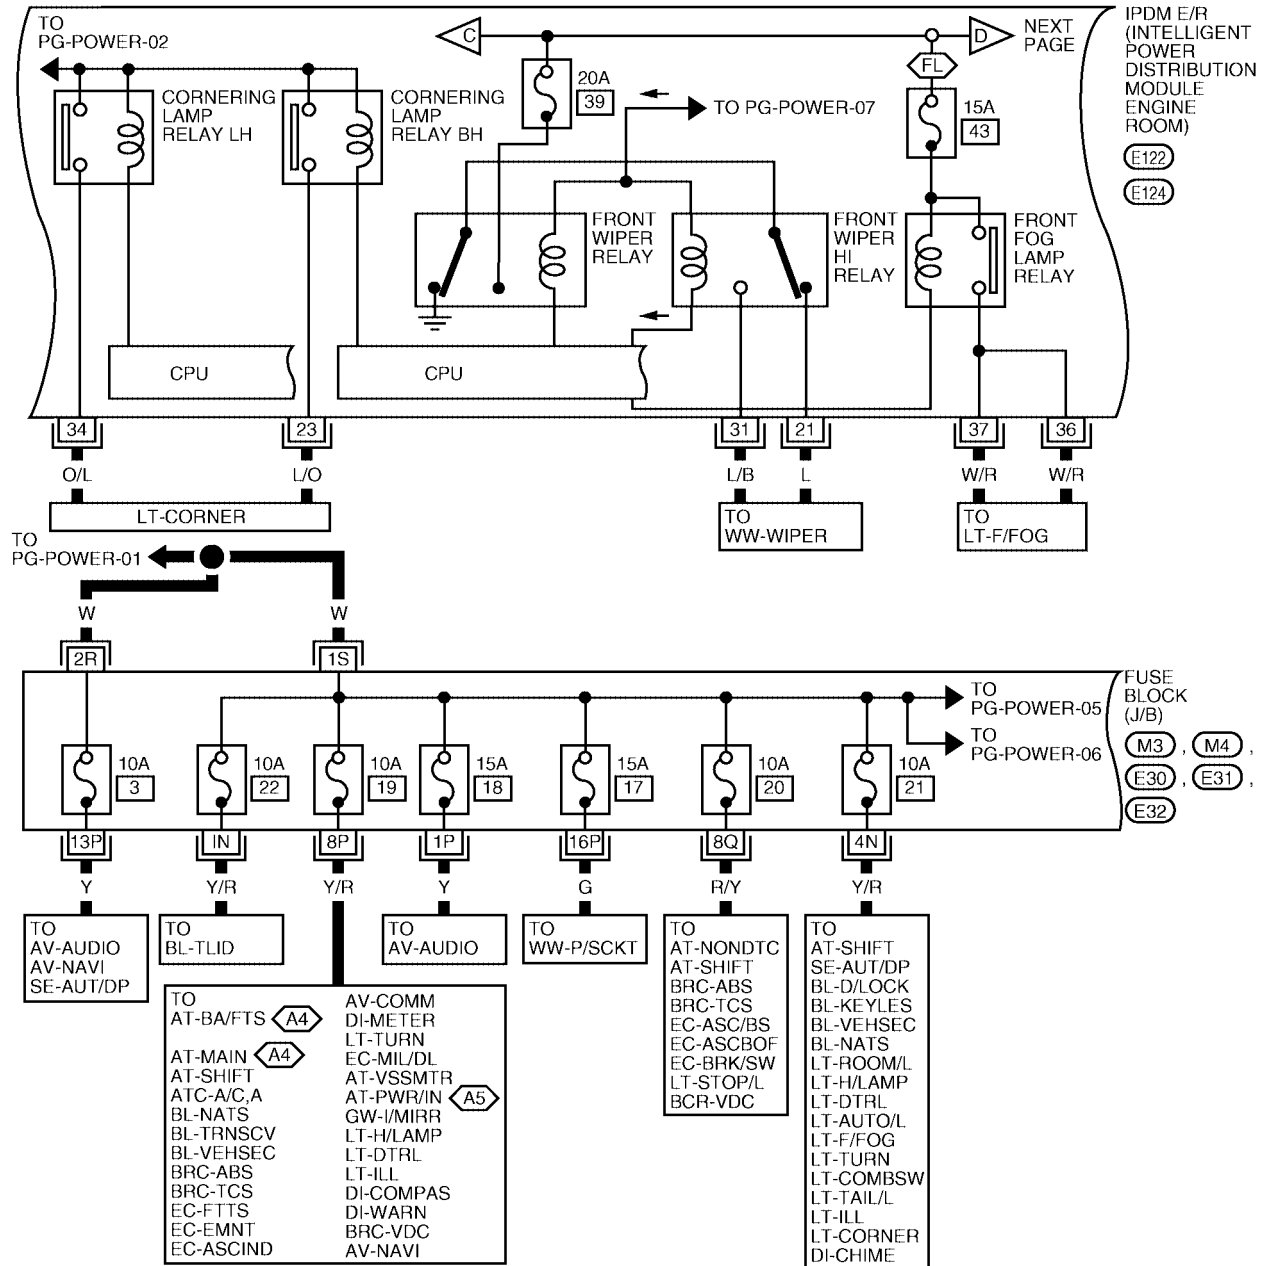 TO
PG-POWER-02
C
D
NEXT
PAGE
IPDM E/R
(INTELLIGENT
POWER
DISTRIBUTION
MODULE
ENGINE
ROOM)
E122
E124
CORNERING
LAMP
RELAY LH
CORNERING
LAMP
RELAY BH
20A
39
TO PG-POWER-07
FL
15A
43
FRONT
WIPER
RELAY
FRONT
WIPER
HI
RELAY
FRONT
FOG
LAMP
RELAY
CPU
CPU
34
23
31
21
37
36
O/L
L/O
L/B
L
W/R
W/R
LT-CORNER
TO
WW-WIPER
TO
LT-F/FOG
TO
PG-POWER-01
W
W
2R
1S
FUSE
BLOCK
(J/B)
M3 , M4 ,
E30 , E31 ,
E32
TO
PG-POWER-05
TO
PG-POWER-06
10A
3
10A
22
10A
19
15A
18
15A
17
10A
20
10A
21
13P
IN
8P
1P
16P
8Q
4N
Y
Y/R
Y/R
Y
G
R/Y
Y/R
TO
AV-AUDIO
AV-NAVI
SE-AUT/DP
TO
BL-TLID
TO
AT-BA/FTS A4
AT-MAIN A4
AT-SHIFT
ATC-A/C,A
BL-NATS
BL-TRNSCV
BL-VEHSEC
BRC-ABS
BRC-TCS
EC-FTTS
EC-EMNT
EC-ASCIND
AV-COMM
DI-METER
LT-TURN
EC-MIL/DL
AT-VSSMTR
AT-PWR/IN A5
GW-I/MIRR
LT-H/LAMP
LT-DTRL
LT-ILL
DI-COMPAS
DI-WARN
BRC-VDC
AV-NAVI
TO
AV-AUDIO
TO
WW-P/SCKT
TO
AT-NONDTC
AT-SHIFT
BRC-ABS
BRC-TCS
EC-ASC/BS
EC-ASCBOF
EC-BRK/SW
LT-STOP/L
BCR-VDC
TO
AT-SHIFT
SE-AUT/DP
BL-D/LOCK
BL-KEYLES
BL-VEHSEC
BL-NATS
LT-ROOM/L
LT-H/LAMP
LT-DTRL
LT-AUTO/L
LT-F/FOG
LT-TURN
LT-COMBSW
LT-TAIL/L
LT-ILL
LT-CORNER
DI-CHIME